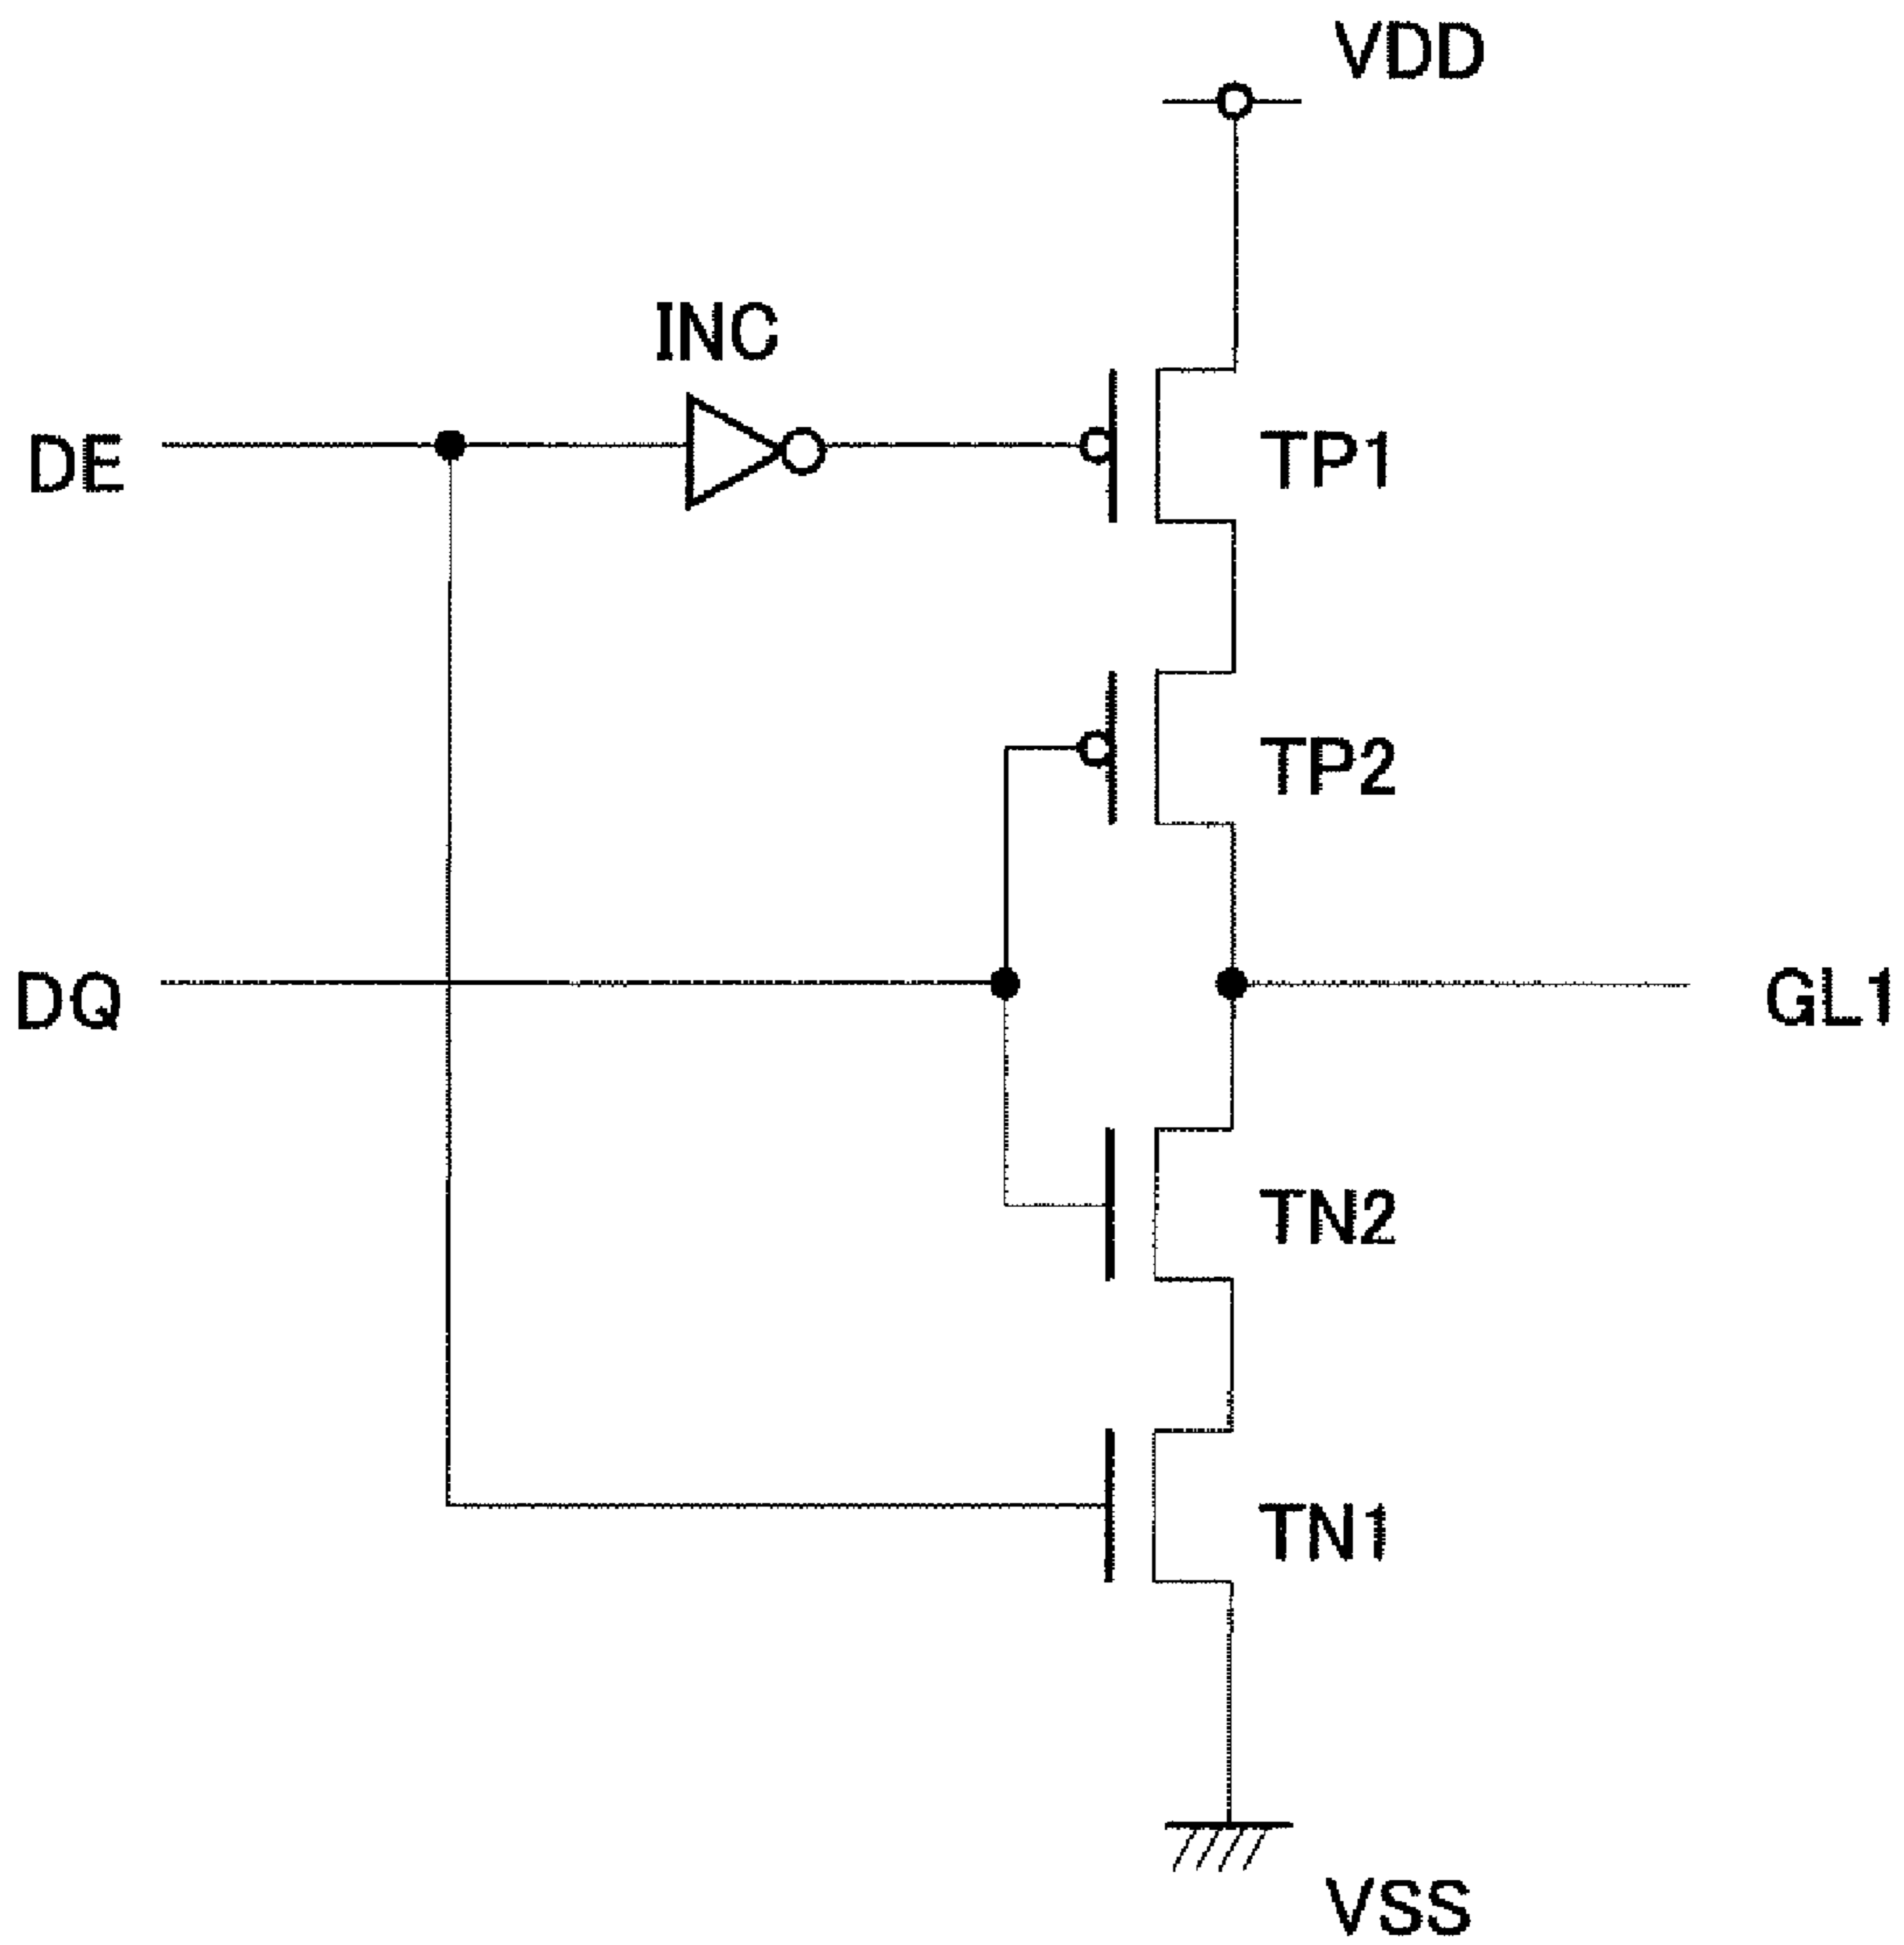 VDD
INC
DE
TP1
TP2
DQ
GL1
TN2
TN1
VSS